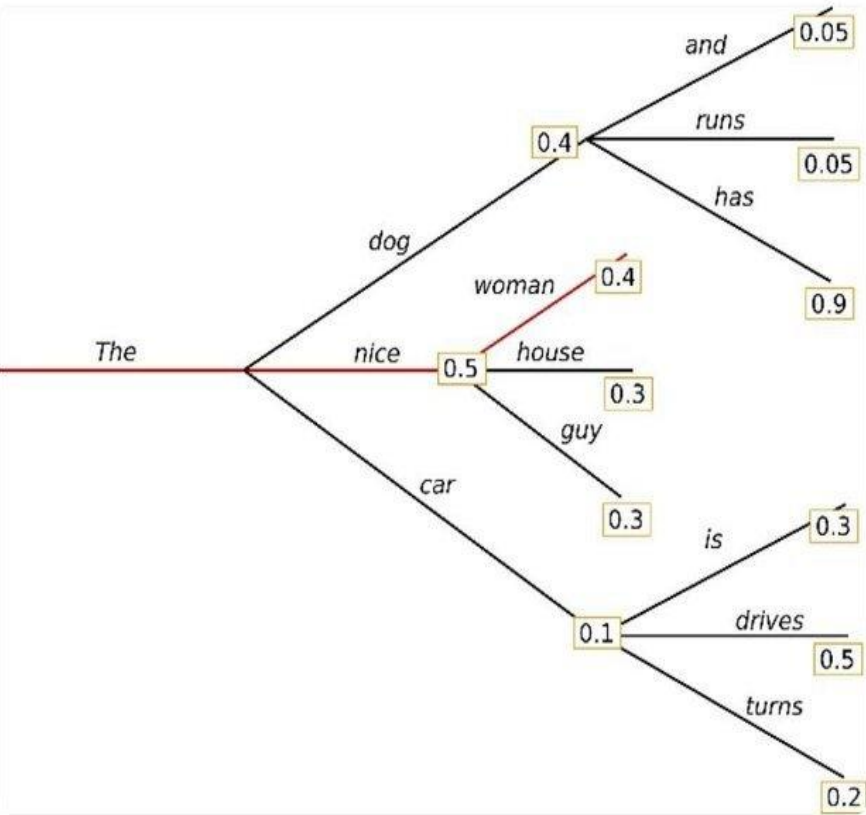 and
0.05
runs
0.4
0.05
has
dog
0.9
woman
0.4
The
nice
0.5
house
0.3
guy
car
0.3
is
0.3
0.1
drives
0.5
turns
0.2